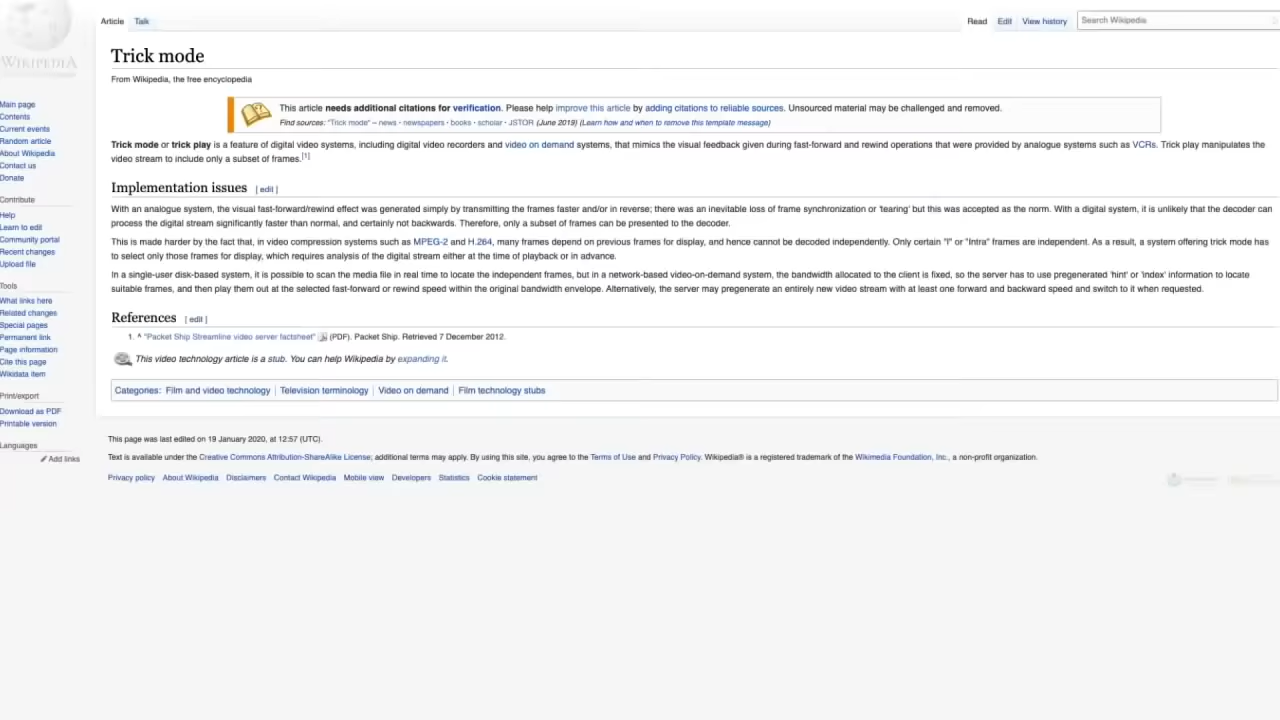 Article Talk Read Edit View history Search Wikipedia
WIKIPEDIA
Main page
Contents
Current events
Random article
About Wikipedia
Contact us
Donate
Contribute
Help
Learn to edit
Community portal
Recent changes
Upload file
Tools
What links here
Related changes
Special pages
Permanent link
Page information
Cite this page
Wikidata item
Print/export
Download as PDF
Printable version
Languages
Add links
Trick mode
From Wikipedia, the free encyclopedia
This article needs additional citations for verification. Please help improve this article by adding citations to reliable sources. Unsourced material may be challenged and removed.
Find sources: "Trick mode" – news · newspapers · books · scholar · JSTOR (June 2019) (Learn how and when to remove this template message)
Trick mode or trick play is a feature of digital video systems, including digital video recorders and video on demand systems, that mimics the visual feedback given during fast-forward and rewind operations that were provided by analogue systems such as VCRs. Trick play manipulates the
video stream to include only a subset of frames.[1]
Implementation issues [ edit ]
With an analogue system, the visual fast-forward/rewind effect was generated simply by transmitting the frames faster and/or in reverse; there was an inevitable loss of frame synchronization or 'tearing' but this was accepted as the norm. With a digital system, it is unlikely that the decoder can
process the digital stream significantly faster than normal, and certainly not backwards. Therefore, only a subset of frames can be presented to the decoder.
This is made harder by the fact that, in video compression systems such as MPEG-2 and H.264, many frames depend on previous frames for display, and hence cannot be decoded independently. Only certain "I" or "Intra" frames are independent. As a result, a system offering trick mode has
to select only those frames for display, which requires analysis of the digital stream either at the time of playback or in advance.
In a single-user disk-based system, it is possible to scan the media file in real time to locate the independent frames, but in a network-based video-on-demand system, the bandwidth allocated to the client is fixed, so the server has to use pregenerated 'hint' or 'index' information to locate
suitable frames, and then play them out at the selected fast-forward or rewind speed within the original bandwidth envelope. Alternatively, the server may pregenerate an entirely new video stream with at least one forward and backward speed and switch to it when requested.
References [ edit ]
1. ^ "Packet Ship Streamline video server factsheet" (PDF). Packet Ship. Retrieved 7 December 2012.
This video technology article is a stub. You can help Wikipedia by expanding it.
Categories: Film and video technology | Television terminology | Video on demand | Film technology stubs
This page was last edited on 19 January 2020, at 12:57 (UTC).
Text is available under the Creative Commons Attribution-ShareAlike License; additional terms may apply. By using this site, you agree to the Terms of Use and Privacy Policy. Wikipedia® is a registered trademark of the Wikimedia Foundation, Inc., a non-profit organization.
Privacy policy About Wikipedia Disclaimers Contact Wikipedia Mobile view Developers Statistics Cookie statement